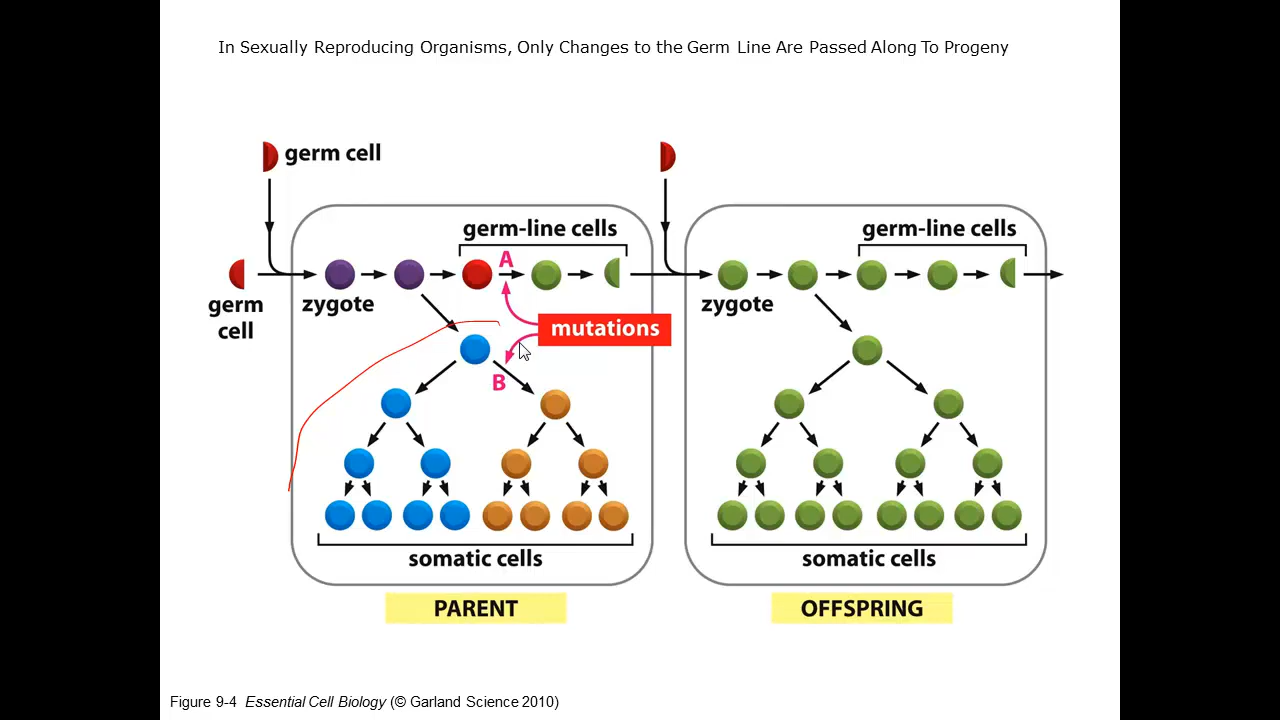 In Sexually Reproducing Organisms, Only Changes to the Germ Line Are Passed Along To Progeny
germ cell
germ-line cells
germ-line cells
A
germ
cell
zygote
zygote
mutations
B
somatic cells
somatic cells
PARENT
OFFSPRING
Figure 9-4 Essential Cell Biology (© Garland Science 2010)